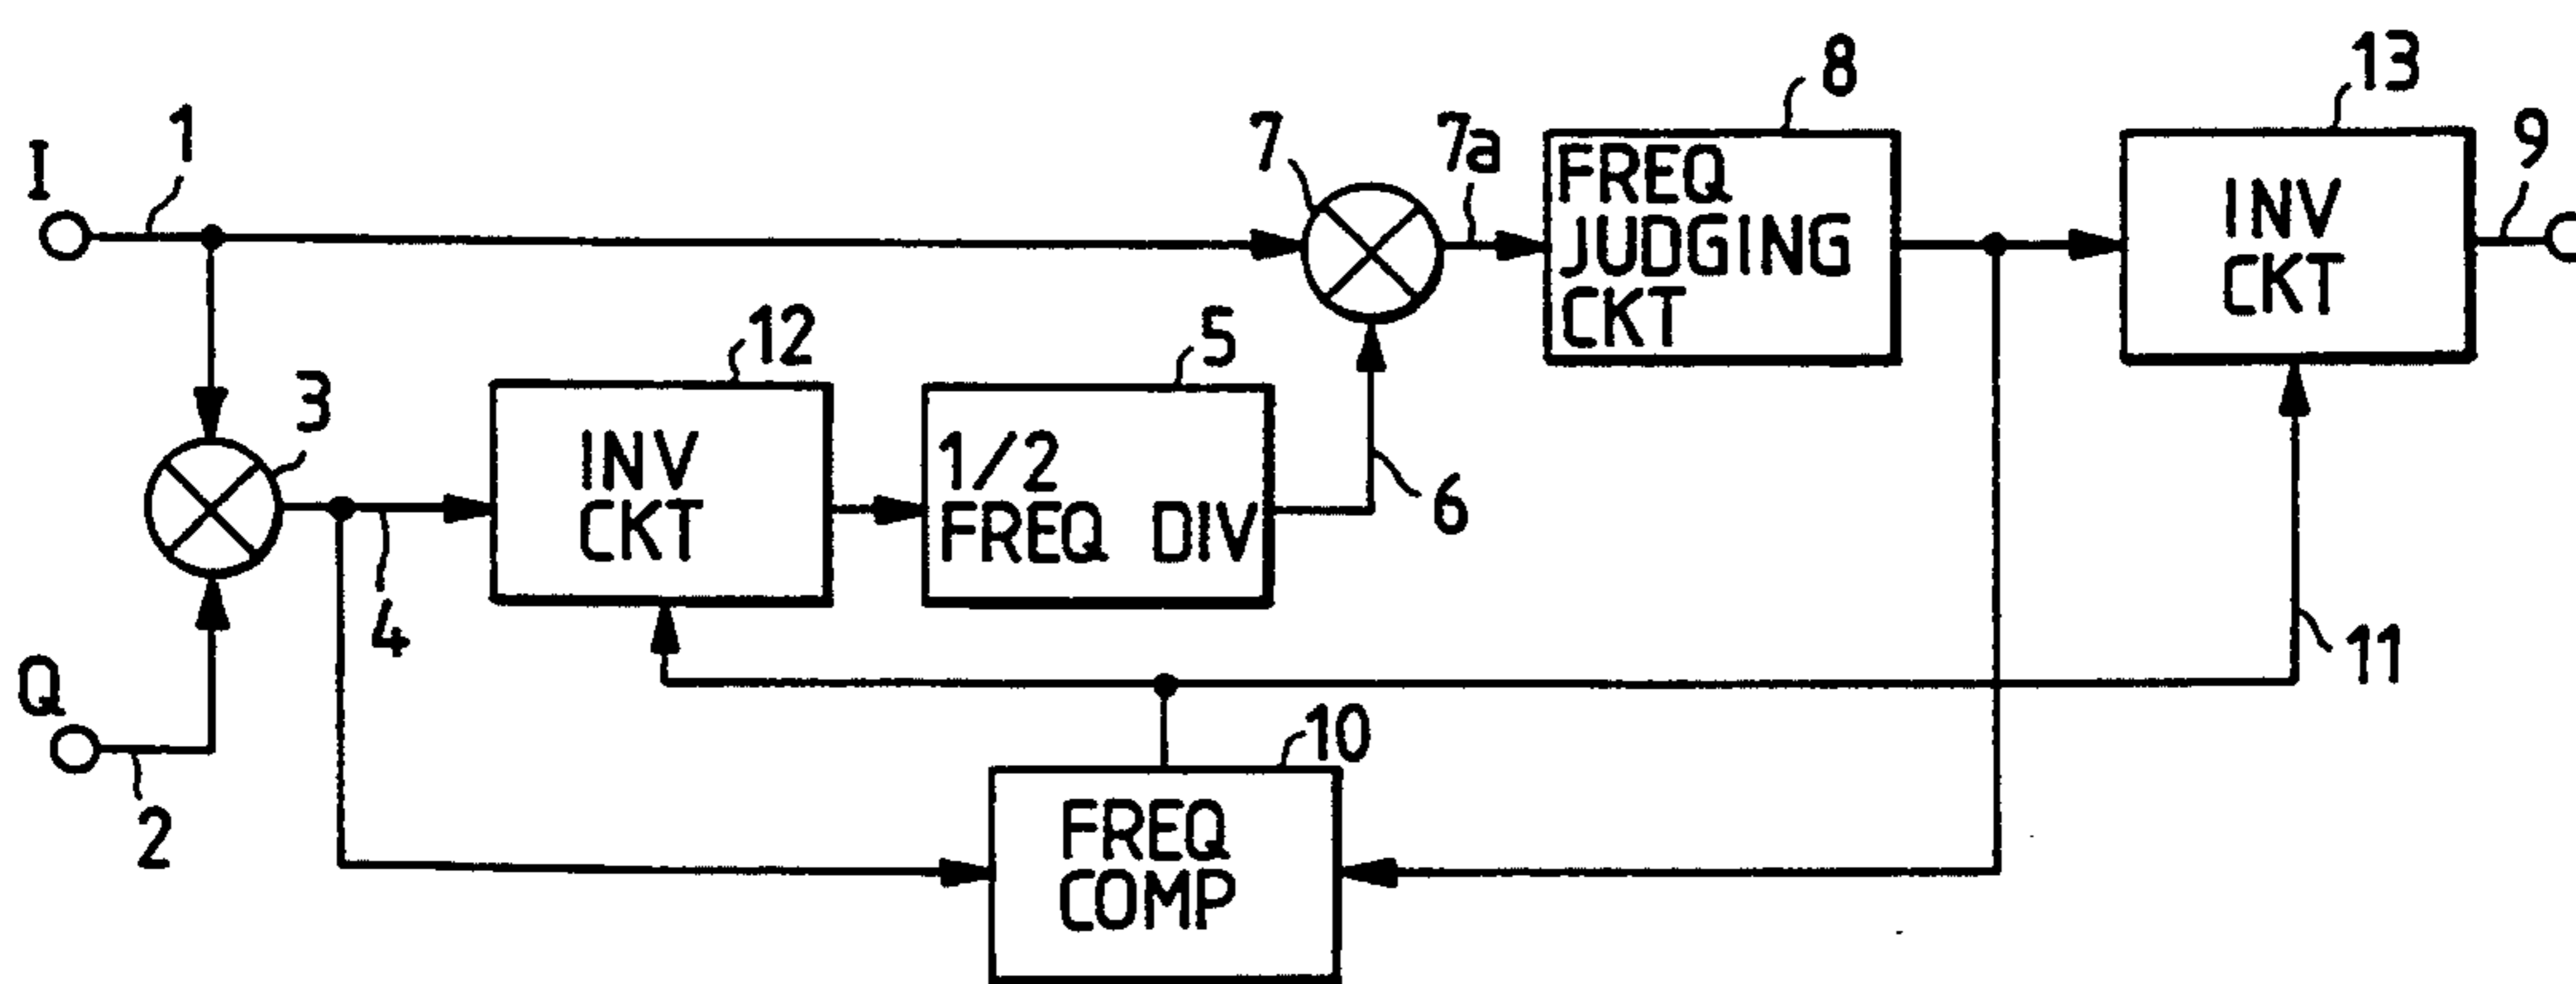 I
1
7
7a
8
13
9
FREQ
JUDGING
CKT
INV
CKT
3
12
5
INV
CKT
1/2
FREQ DIV
6
4
Q
2
11
10
FREQ
COMP